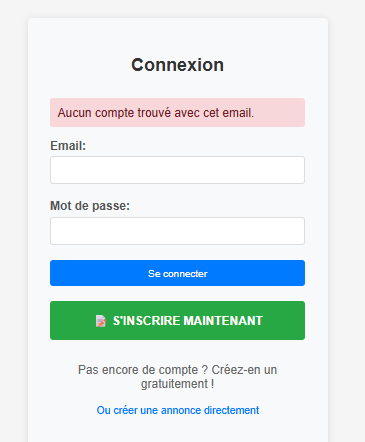 Connexion
Aucun compte trouvé avec cet email.
Email:
Mot de passe:
Se connecter
S'INSCRIRE MAINTENANT
Pas encore de compte ? Créez-en un
gratuitement !
Ou créer une annonce directement